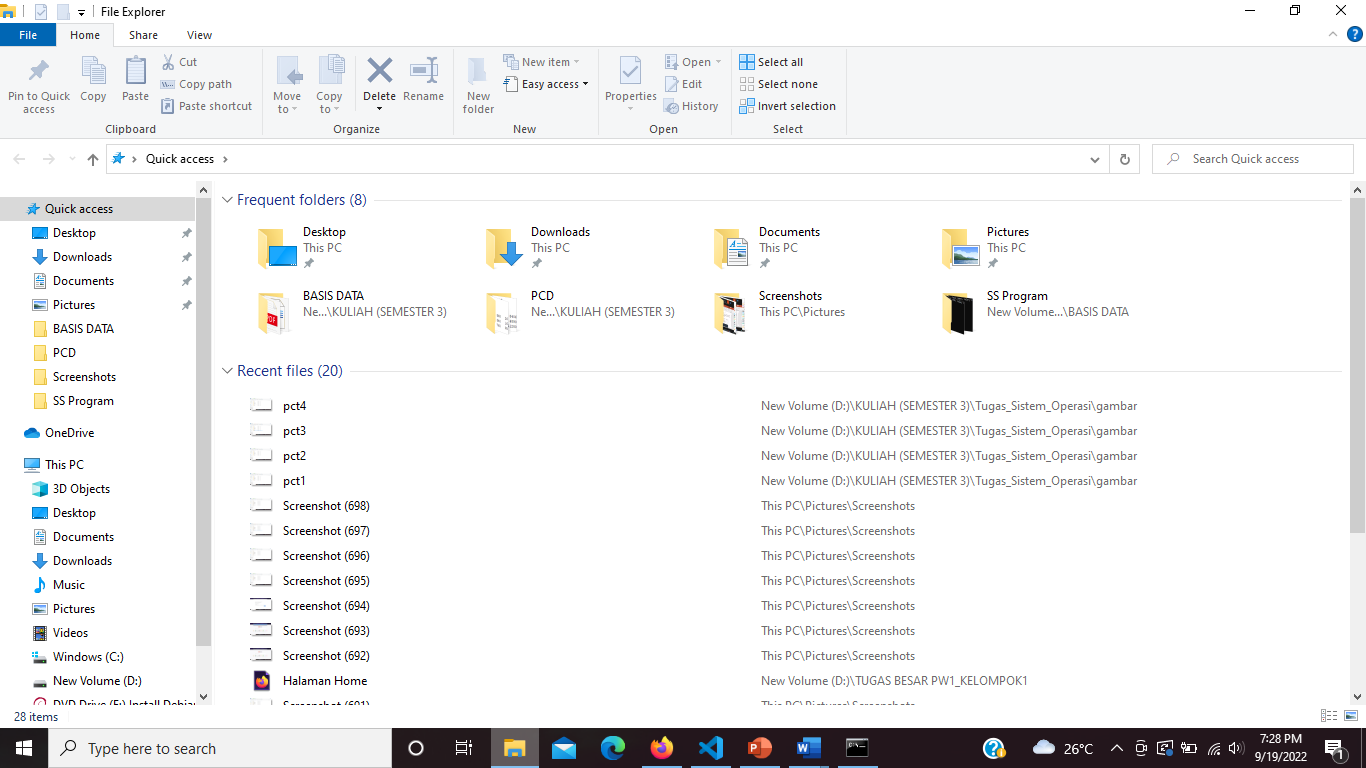 File Explorer
File Home Share View
Pin to Quick access
Copy
Paste
Cut
Copy path
Paste shortcut
Clipboard
Move to
Copy to
Delete
Rename
Organize
New folder
New item
Easy access
New
Properties
Open
Edit
History
Open
Select all
Select none
Invert selection
Select
Quick access
Search Quick access
Quick access
Desktop
Downloads
Documents
Pictures
BASIS DATA
PCD
Screenshots
SS Program
OneDrive
This PC
3D Objects
Desktop
Documents
Downloads
Music
Pictures
Videos
Windows (C:)
New Volume (D:)
DVD Drive (F:) Install Debian
Frequent folders (8)
Desktop
This PC
Downloads
This PC
Documents
This PC
Pictures
This PC
BASIS DATA
Ne...\KULIAH (SEMESTER 3)
PCD
Ne...\KULIAH (SEMESTER 3)
Screenshots
This PC\Pictures
SS Program
New Volume...\BASIS DATA
Recent files (20)
pct4 New Volume (D:)\KULIAH (SEMESTER 3)\Tugas_Sistem_Operasi\gambar
pct3 New Volume (D:)\KULIAH (SEMESTER 3)\Tugas_Sistem_Operasi\gambar
pct2 New Volume (D:)\KULIAH (SEMESTER 3)\Tugas_Sistem_Operasi\gambar
pct1 New Volume (D:)\KULIAH (SEMESTER 3)\Tugas_Sistem_Operasi\gambar
Screenshot (698) This PC\Pictures\Screenshots
Screenshot (697) This PC\Pictures\Screenshots
Screenshot (696) This PC\Pictures\Screenshots
Screenshot (695) This PC\Pictures\Screenshots
Screenshot (694) This PC\Pictures\Screenshots
Screenshot (693) This PC\Pictures\Screenshots
Screenshot (692) This PC\Pictures\Screenshots
Halaman Home New Volume (D:)\TUGAS BESAR PW1_KELOMPOK1
Screenshot (691) This PC\Pictures\Screenshots
28 items
Type here to search
26°C
7:28 PM
9/19/2022
1